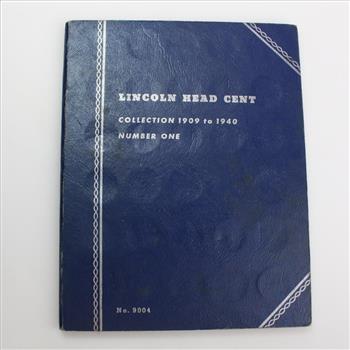 LINCOLN HEAD CENT
COLLECTION 1909 to 1940
NUMBER ONE
No. 9004